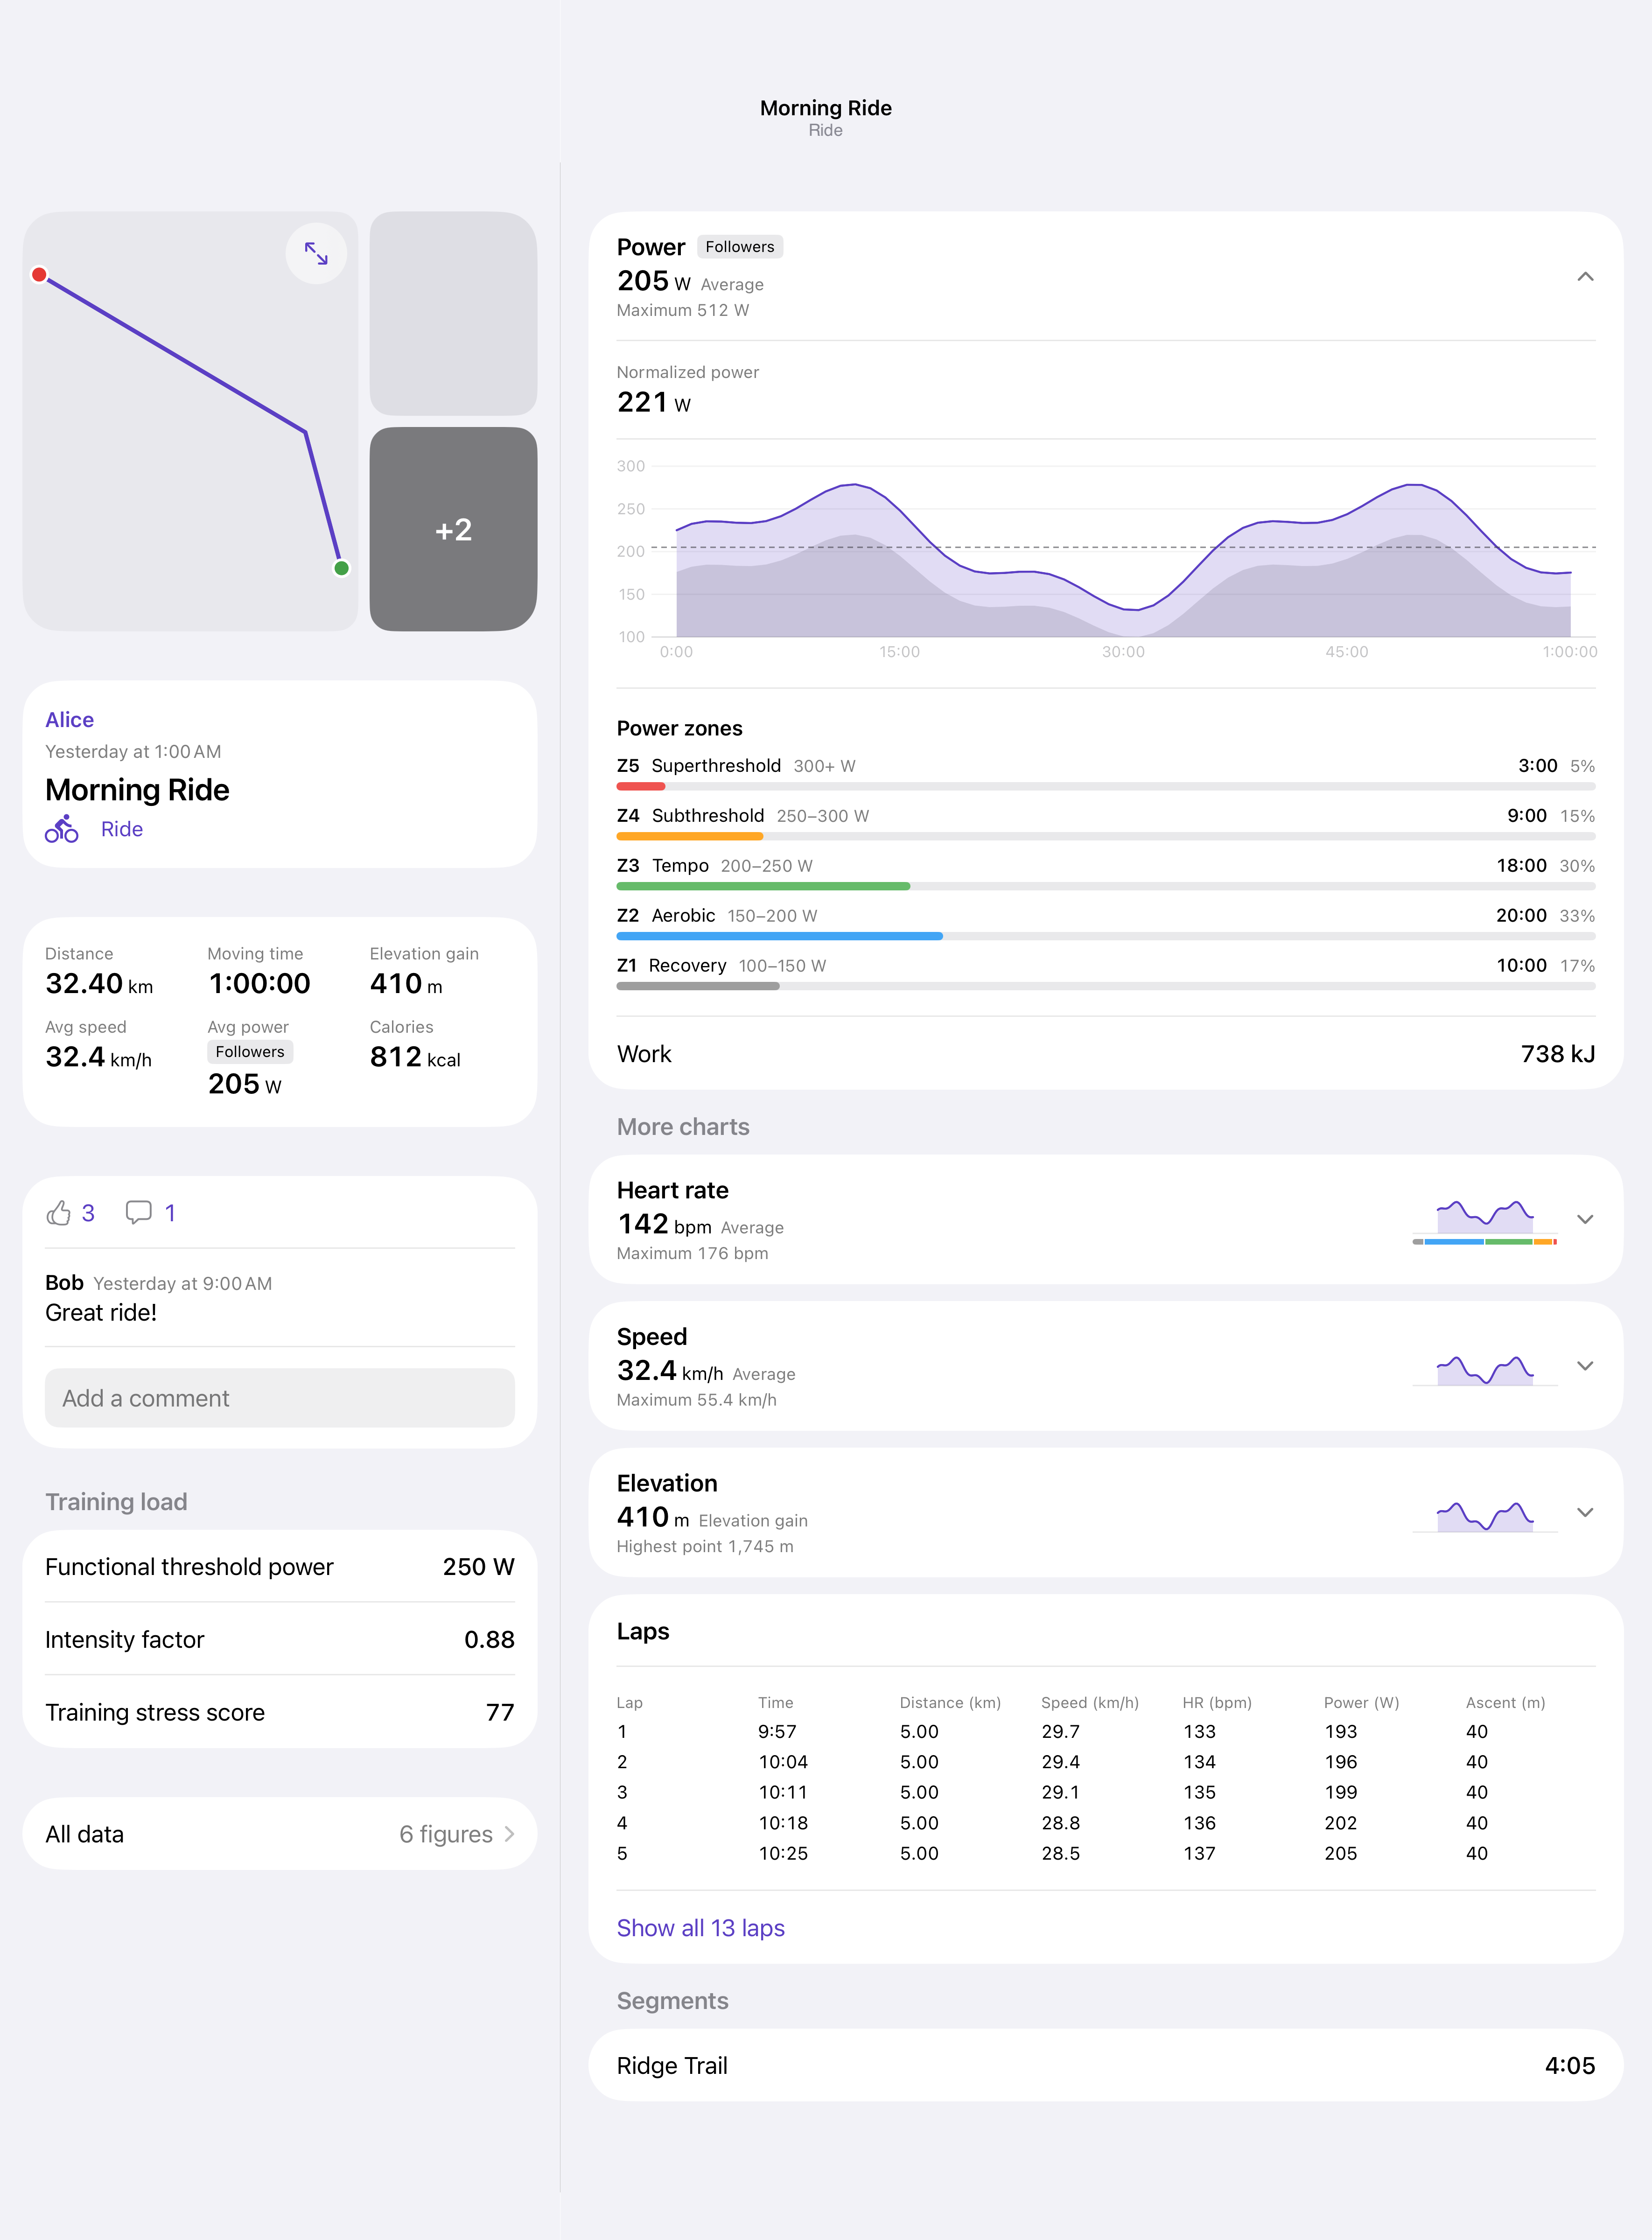 Morning Ride
Ride
+2
Alice
Yesterday at 1:00 AM
Morning Ride
Ride
Distance Moving time Elevation gain
32.40 km 1:00:00 410 m
Avg speed Avg power Calories
Followers
32.4 km/h 812 kcal
205 W
3 1
Bob Yesterday at 9:00 AM
Great ride!
Add a comment
Training load
Functional threshold power 250 W
Intensity factor 0.88
Training stress score 77
All data 6 figures
Power Followers
205 W Average
Maximum 512 W
Normalized power
221 W
300
250
200
150
100
0:00 15:00 30:00 45:00 1:00:00
Power zones
Z5 Superthreshold 300+ W 3:00 5%
Z4 Subthreshold 250–300 W 9:00 15%
Z3 Tempo 200–250 W 18:00 30%
Z2 Aerobic 150–200 W 20:00 33%
Z1 Recovery 100–150 W 10:00 17%
Work 738 kJ
More charts
Heart rate
142 bpm Average
Maximum 176 bpm
Speed
32.4 km/h Average
Maximum 55.4 km/h
Elevation
410 m Elevation gain
Highest point 1,745 m
Laps
Lap Time Distance (km) Speed (km/h) HR (bpm) Power (W) Ascent (m)
1 9:57 5.00 29.7 133 193 40
2 10:04 5.00 29.4 134 196 40
3 10:11 5.00 29.1 135 199 40
4 10:18 5.00 28.8 136 202 40
5 10:25 5.00 28.5 137 205 40
Show all 13 laps
Segments
Ridge Trail 4:05